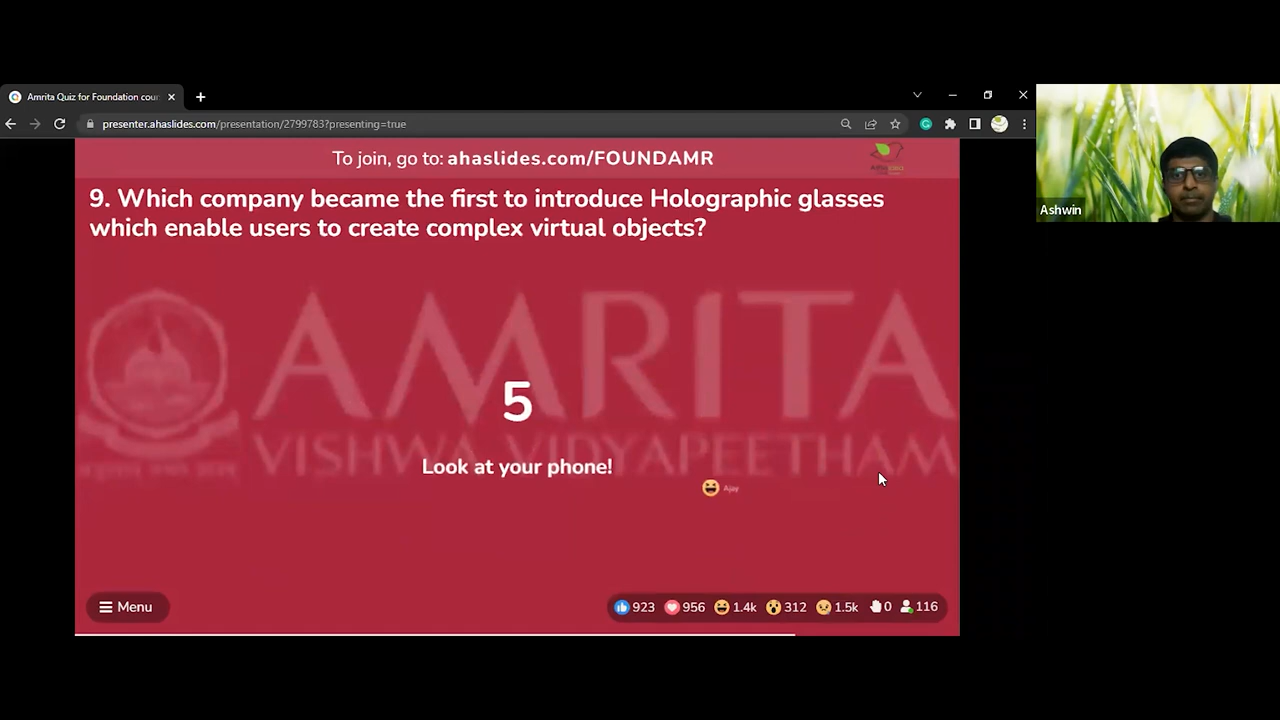 Amrita Quiz for Foundation cour
presenter.ahaslides.com/presentation/2799783?presenting=true
To join, go to: ahaslides.com/FOUNDAMR
9. Which company became the first to introduce Holographic glasses
which enable users to create complex virtual objects?
Ashwin
AMRITA
VISHWA VIDYAPEETHAM
5
Look at your phone!
Ajay
Menu
923 956 1.4k 312 1.5k 0 116